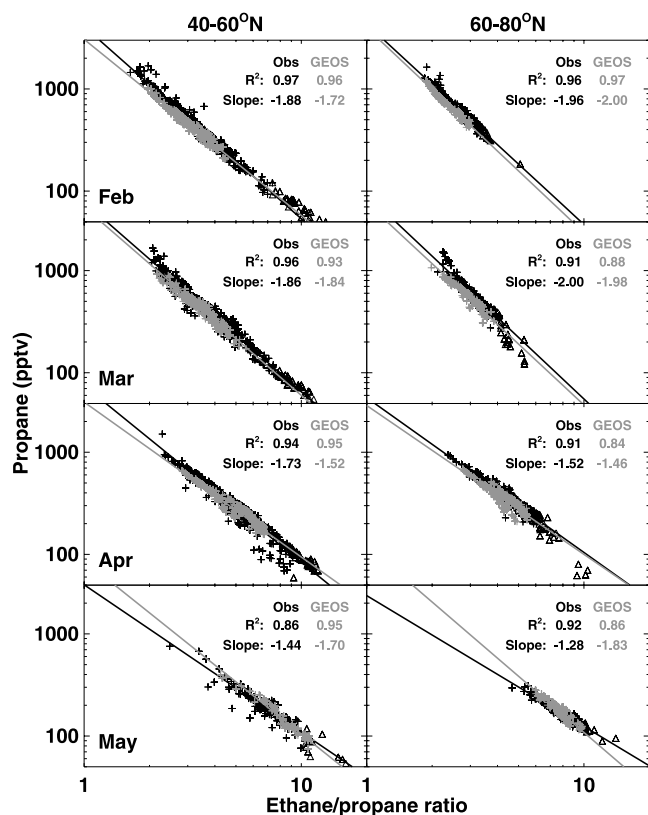 40-60°N
60-80°N
Obs GEOS
R²: 0.97 0.96
Slope: -1.88 -1.72
Obs GEOS
R²: 0.96 0.97
Slope: -1.96 -2.00
1000
100
Feb
Obs GEOS
R²: 0.96 0.93
Slope: -1.86 -1.84
Obs GEOS
R²: 0.91 0.88
Slope: -2.00 -1.98
1000
100
Mar
Propane (pptv)
Obs GEOS
R²: 0.94 0.95
Slope: -1.73 -1.52
Obs GEOS
R²: 0.91 0.84
Slope: -1.52 -1.46
1000
100
Apr
Obs GEOS
R²: 0.86 0.95
Slope: -1.44 -1.70
Obs GEOS
R²: 0.92 0.86
Slope: -1.28 -1.83
1000
100
May
1 10 1 10
Ethane/propane ratio